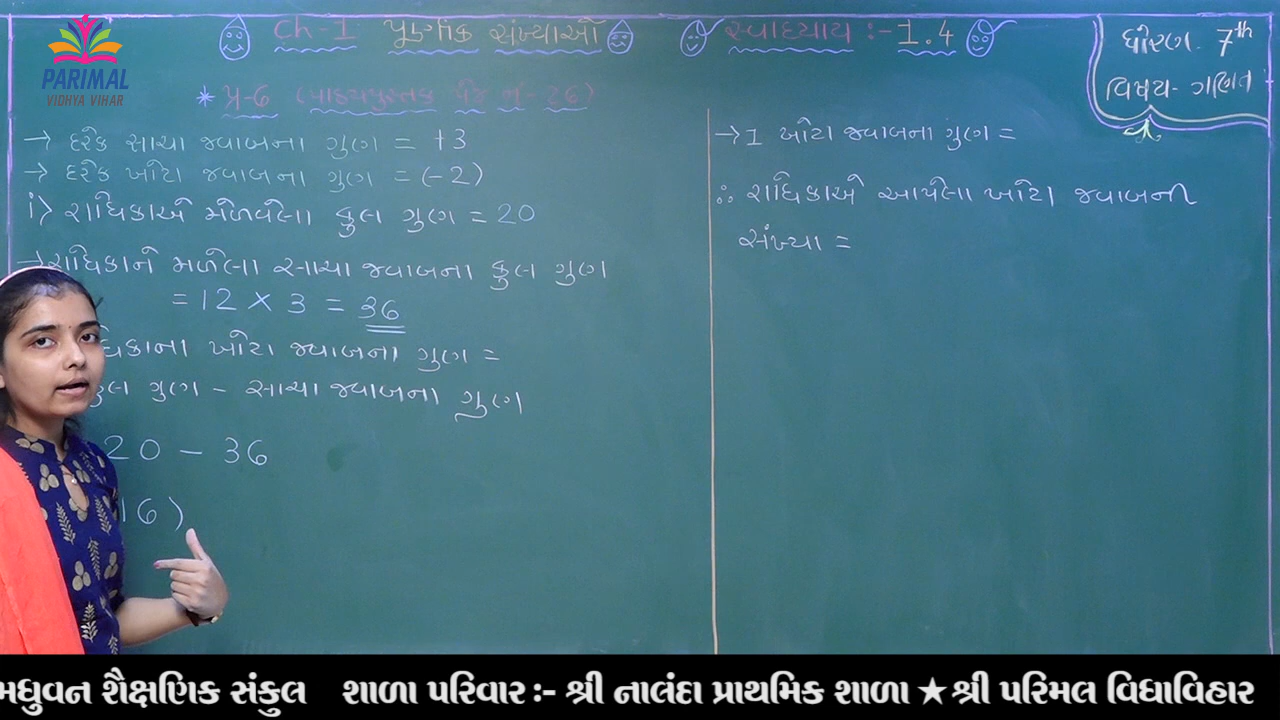 PARIMAL
VIDHYA VIHAR
Ch-1 પૂર્ણાંક સંખ્યાઓ
સ્વાધ્યાય :- 1.4
ધોરણ. 7th
વિષય- ગણિત
* પ્ર-6 (પાઠ્યપુસ્તક પેજ નં- 26)
→ દરેક સાચા જવાબના ગુણ = +3
→ દરેક ખોટા જવાબના ગુણ = (-2)
i> રાધિકાએ મેળવેલા કુલ ગુણ = 20
→ રાધિકાને મળેલા સાચા જવાબના કુલ ગુણ
= 12 × 3 = 36
ધિકાના ખોટા જવાબના ગુણ =
કુલ ગુણ - સાચા જવાબના ગુણ
20 - 36
16)
→ 1 ખોટા જવાબના ગુણ =
∴ રાધિકાએ આપેલા ખોટા જવાબની
સંખ્યા =
મધુવન શૈક્ષણિક સંકુલ શાળા પરિવાર :- શ્રી નાલંદા પ્રાથમિક શાળા ★ શ્રી પરિમલ વિધાવિહાર